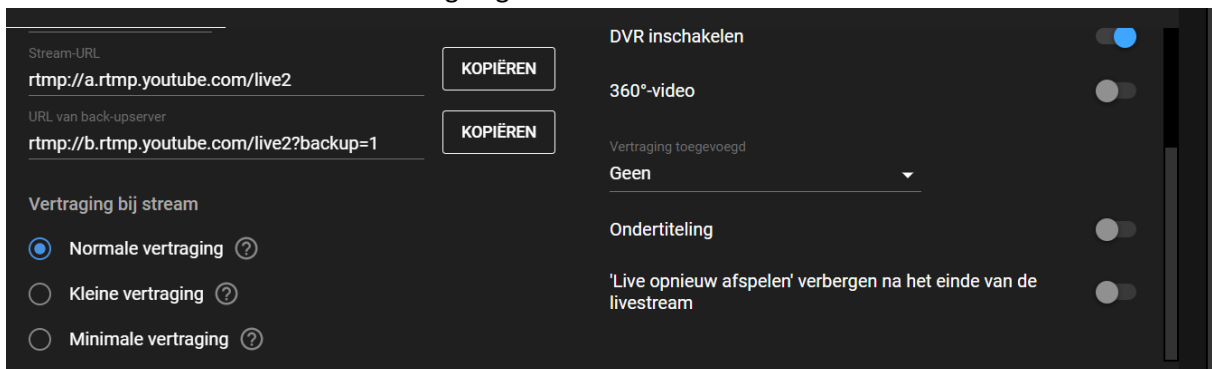 Stream-URL
rtmp://a.rtmp.youtube.com/live2
KOPIËREN
URL van back-upserver
rtmp://b.rtmp.youtube.com/live2?backup=1
KOPIËREN
Vertraging bij stream
Normale vertraging ?
Kleine vertraging ?
Minimale vertraging ?
DVR inschakelen
360°-video
Vertraging toegevoegd
Geen
Ondertiteling
'Live opnieuw afspelen' verbergen na het einde van de
livestream